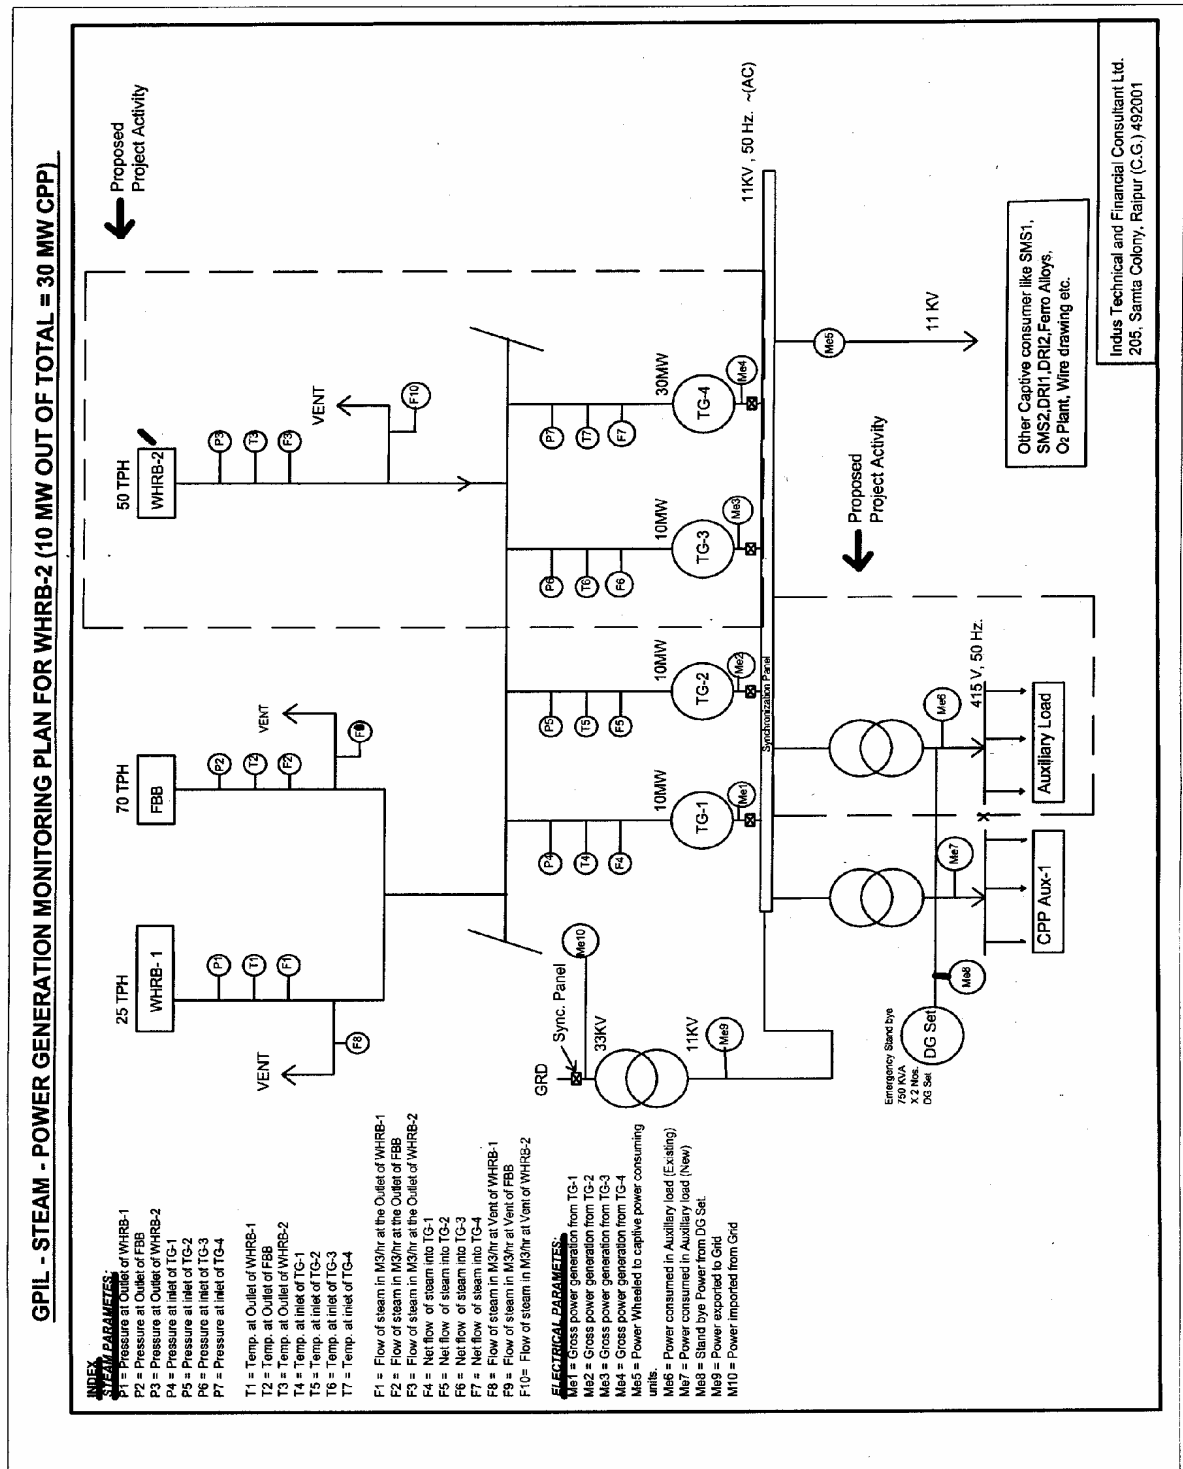 GPIL - STEAM - POWER GENERATION MONITORING PLAN FOR WHRB-2 (10 MW OUT OF TOTAL = 30 MW CPP)
INDEX
STEAM PARAMETES:
P1 = Pressure at Outlet of WHRB-1
P2 = Pressure at Outlet of FBB
P3 = Pressure at Outlet of WHRB-2
P4 = Pressure at inlet of TG-1
P5 = Pressure at inlet of TG-2
P6 = Pressure at inlet of TG-3
P7 = Pressure at inlet of TG-4
T1 = Temp. at Outlet of WHRB-1
T2 = Temp. at Outlet of FBB
T3 = Temp. at Outlet of WHRB-2
T4 = Temp. at inlet of TG-1
T5 = Temp. at inlet of TG-2
T6 = Temp. at inlet of TG-3
T7 = Temp. at inlet of TG-4
F1 = Flow of steam in M3/hr at the Outlet of WHRB-1
F2 = Flow of steam in M3/hr at the Outlet of FBB
F3 = Flow of steam in M3/hr at the Outlet of WHRB-2
F4 = Net flow of steam into TG-1
F5 = Net flow of steam into TG-2
F6 = Net flow of steam into TG-3
F7 = Net flow of steam into TG-4
F8 = Flow of steam in M3/hr at Vent of WHRB-1
F9 = Flow of steam in M3/hr at Vent of FBB
F10= Flow of steam in M3/hr at Vent of WHRB-2
ELECTRICAL PARAMETES:
Me1 = Gross power generation from TG-1
Me2 = Gross power generation from TG-2
Me3 = Gross power generation from TG-3
Me4 = Gross power generation from TG-4
Me5 = Power Wheeled to captive power consuming
units.
Me6 = Power consumed in Auxillary load (Existing)
Me7 = Power consumed in Auxillary load (New)
Me8 = Stand bye Power from DG Set.
Me9 = Power exported to Grid
M10 = Power imported from Grid
25 TPH
WHRB- 1
P1
T1
F1
VENT
F8
70 TPH
FBB
P2
T2
F2
VENT
50 TPH
WHRB-2
P3
T3
F3
VENT
F10
Proposed
Project Activity
P4
T4
F4
10MW
TG-1
Me1
P5
T5
F5
10MW
TG-2
Me2
P6
T6
F6
10MW
TG-3
Me3
P7
T7
F7
30MW
TG-4
Me4
GRD
Sync. Panel
33KV
Me10
11KV
Me9
Synchronization Panel
11KV , 50 Hz. ~(AC)
Me5
11 KV
Proposed
Project Activity
Emergency Stand bye
750 KVA
X 2 Nos.
DG Set
DG Set
Me8
Me7
Me6
415 V, 50 Hz.
CPP Aux-1
X
Auxiliary Load
Other Captive consumer like SMS1,
SMS2,DRI1,DRI2,Ferro Alloys,
O2 Plant, Wire drawing etc.
Indus Technical and Financial Consultant Ltd.
205, Samta Colony, Raipur (C.G.) 492001